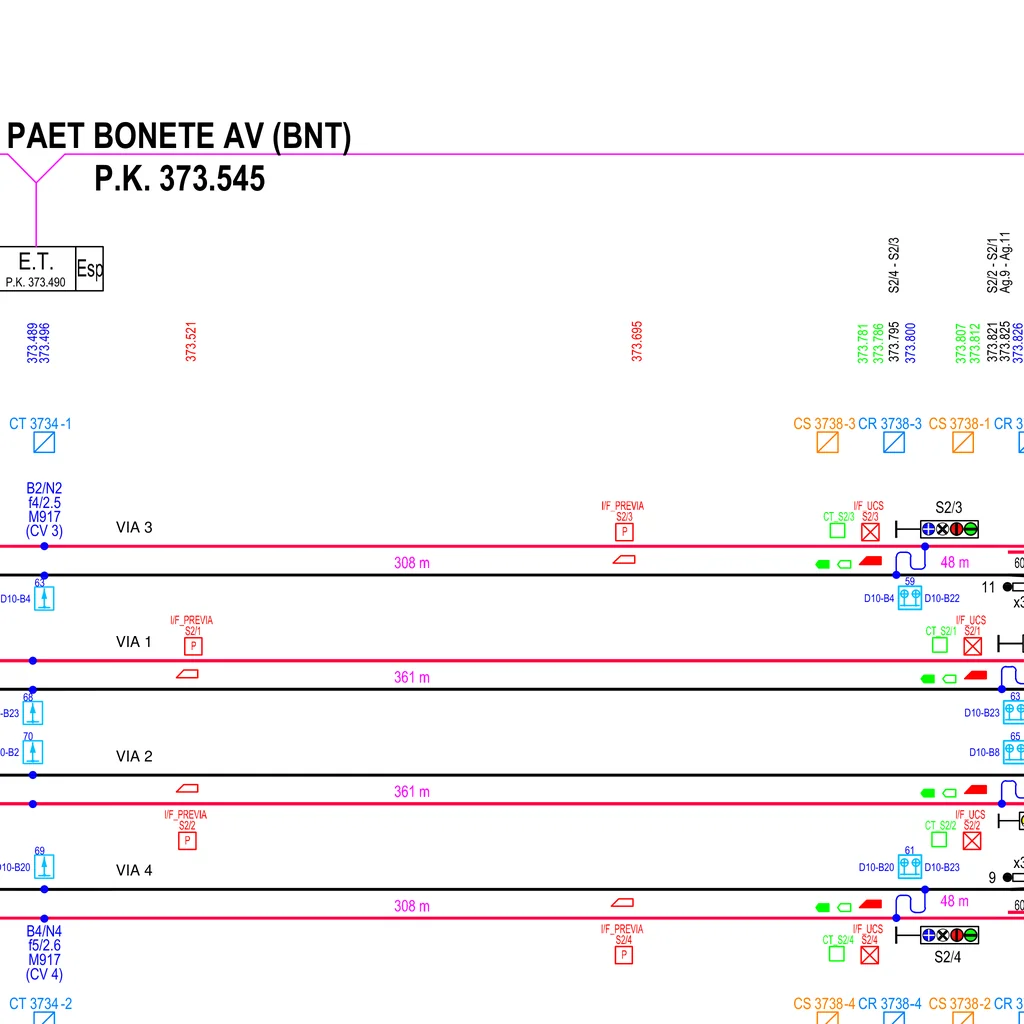 PAET BONETE AV (BNT)
P.K. 373.545
E.T.
P.K. 373.490
Esp
S2/4 - S2/3
S2/2 - S2/1
Ag.9 - Ag.11
373.489
373.496
373.521
373.695
373.781
373.786
373.795
373.800
373.807
373.812
373.821
373.825
373.826
CT 3734-1
CS 3738-3
CR 3738-3
CS 3738-1
CR 3
B2/N2
f4/2.5
M917
(CV 3)
VIA 3
I/F_PREVIA
S2/3
P
CT_S2/3
I/F_UCS
S2/3
S2/3
308 m
48 m
60
63
D10-B4
59
D10-B4
D10-B22
11
x3
I/F_PREVIA
S2/1
P
VIA 1
CT_S2/1
I/F_UCS
S2/1
361 m
68
-B23
63
D10-B23
70
0-B2
65
D10-B8
VIA 2
361 m
I/F_PREVIA
S2/2
P
CT_S2/2
I/F_UCS
S2/2
69
D10-B20
61
D10-B20
D10-B23
VIA 4
x3
9
308 m
48 m
60
B4/N4
f5/2.6
M917
(CV 4)
I/F_PREVIA
S2/4
P
CT_S2/4
I/F_UCS
S2/4
S2/4
CT 3734-2
CS 3738-4
CR 3738-4
CS 3738-2
CR 3